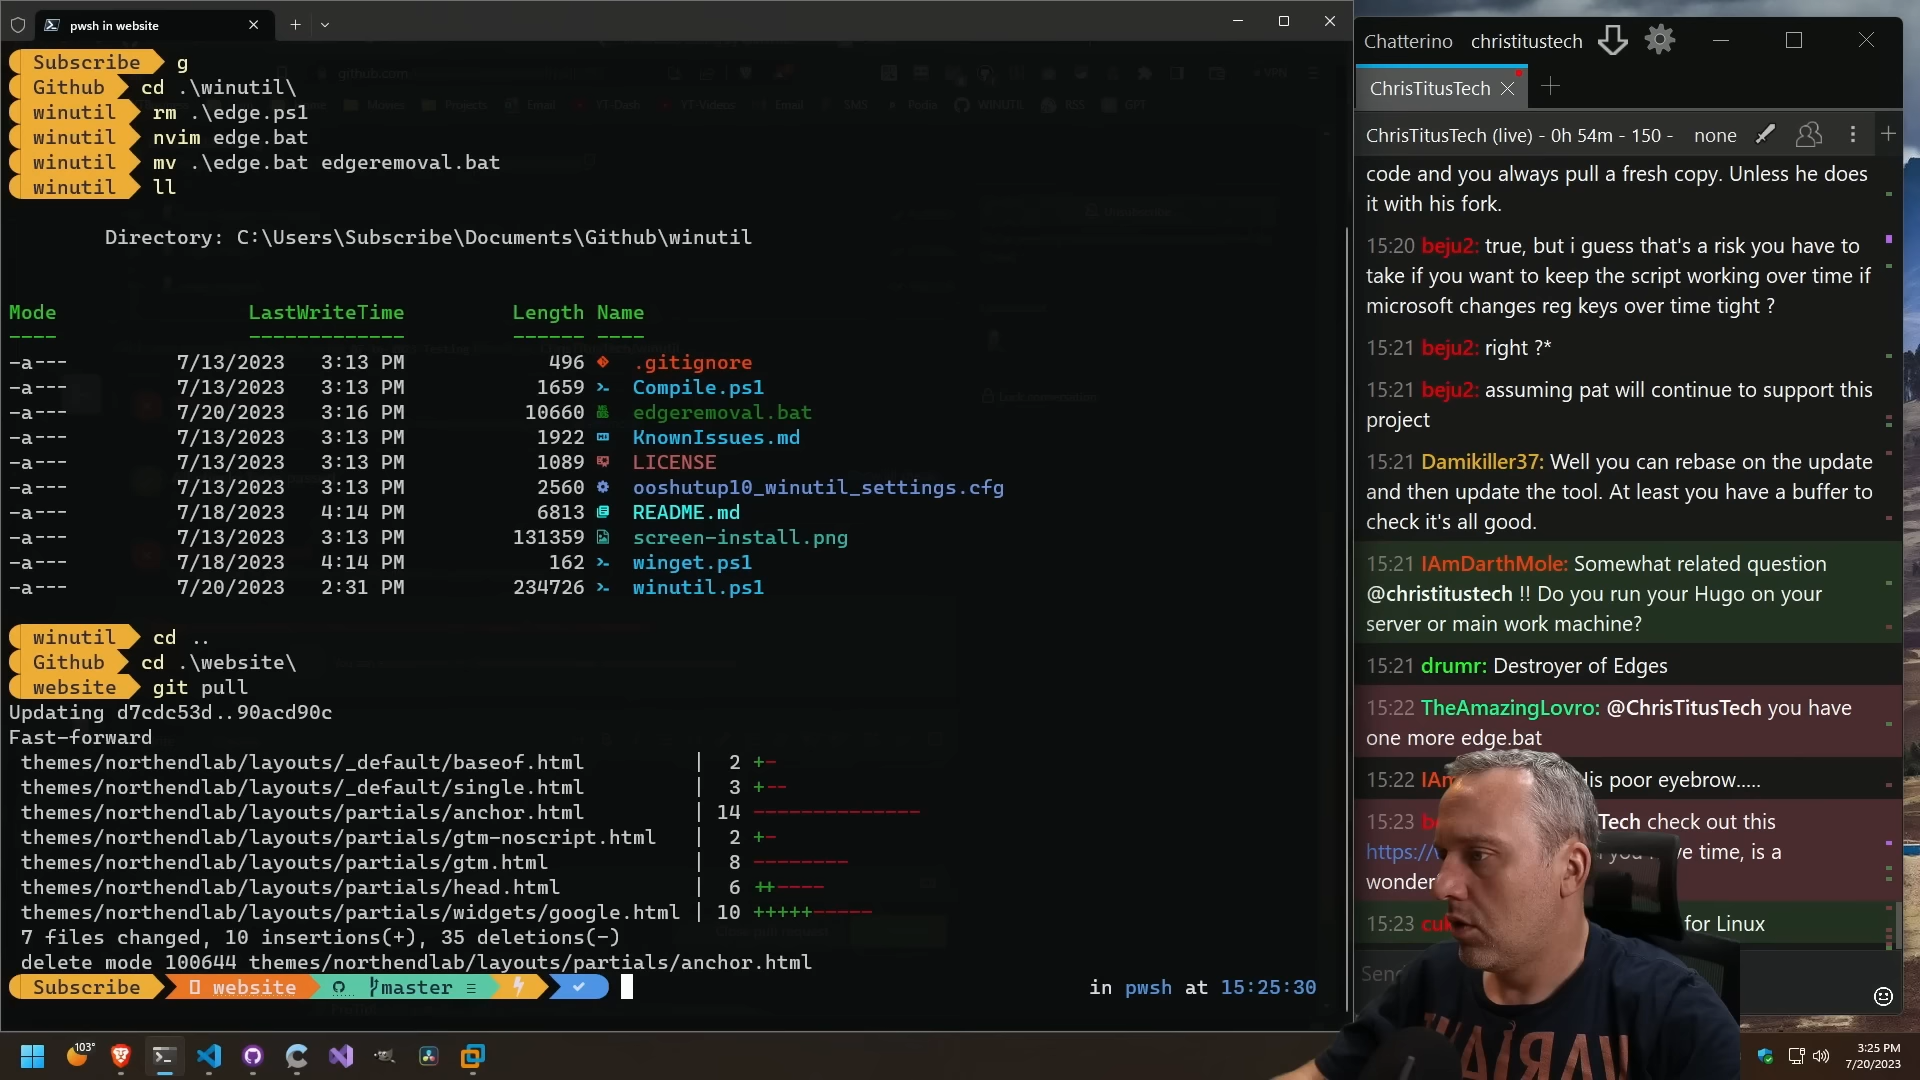 pwsh in website
Subscribe g
Github cd .\winutil\
winutil rm .\edge.ps1
winutil nvim edge.bat
winutil mv .\edge.bat edgeremoval.bat
winutil ll
Directory: C:\Users\Subscribe\Documents\Github\winutil
Mode LastWriteTime Length Name
---- ------------- ------ ----
-a--- 7/13/2023 3:13 PM 496 .gitignore
-a--- 7/13/2023 3:13 PM 1659 Compile.ps1
-a--- 7/20/2023 3:16 PM 10660 edgeremoval.bat
-a--- 7/13/2023 3:13 PM 1922 KnownIssues.md
-a--- 7/13/2023 3:13 PM 1089 LICENSE
-a--- 7/13/2023 3:13 PM 2560 ooshutup10_winutil_settings.cfg
-a--- 7/18/2023 4:14 PM 6813 README.md
-a--- 7/13/2023 3:13 PM 131359 screen-install.png
-a--- 7/18/2023 4:14 PM 162 winget.ps1
-a--- 7/20/2023 2:31 PM 234726 winutil.ps1
winutil cd ..
Github cd .\website\
website git pull
Updating d7cdc53d..90acd90c
Fast-forward
themes/northendlab/layouts/_default/baseof.html | 2 +-
themes/northendlab/layouts/_default/single.html | 3 +--
themes/northendlab/layouts/partials/anchor.html | 14 --------------
themes/northendlab/layouts/partials/gtm-noscript.html | 2 +-
themes/northendlab/layouts/partials/gtm.html | 8 --------
themes/northendlab/layouts/partials/head.html | 6 ++----
themes/northendlab/layouts/partials/widgets/google.html | 10 +++++-----
7 files changed, 10 insertions(+), 35 deletions(-)
delete mode 100644 themes/northendlab/layouts/partials/anchor.html
Subscribe website master ≡ in pwsh at 15:25:30
Chatterino christitustech
ChrisTitusTech
ChrisTitusTech (live) - 0h 54m - 150 - none
code and you always pull a fresh copy. Unless he does
it with his fork.
15:20 beju2: true, but i guess that's a risk you have to
take if you want to keep the script working over time if
microsoft changes reg keys over time tight ?
15:21 beju2: right ?*
15:21 beju2: assuming pat will continue to support this
project
15:21 Damikiller37: Well you can rebase on the update
and then update the tool. At least you have a buffer to
check it's all good.
15:21 IAmDarthMole: Somewhat related question
@christitustech !! Do you run your Hugo on your
server or main work machine?
15:21 drumr: Destroyer of Edges
15:22 TheAmazingLovro: @ChrisTitusTech you have
one more edge.bat
15:22 poor eyebrow.....
15:23 Tech check out this
time, is a
15:23 for Linux
103°
3:25 PM
7/20/2023